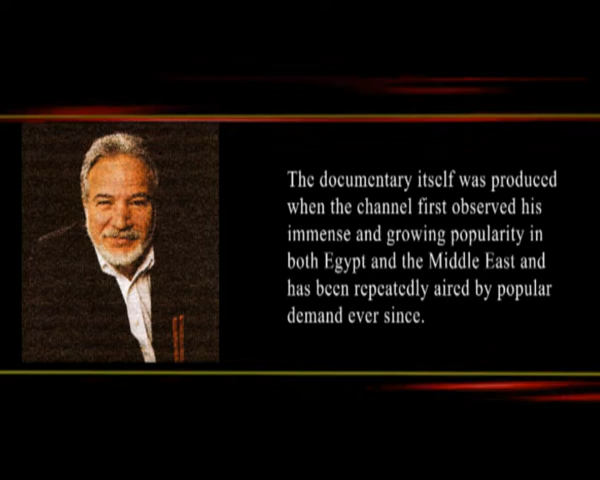 The documentary itself was produced
when the channel first observed his
immense and growing popularity in
both Egypt and the Middle East and
has been repeatedly aired by popular
demand ever since.